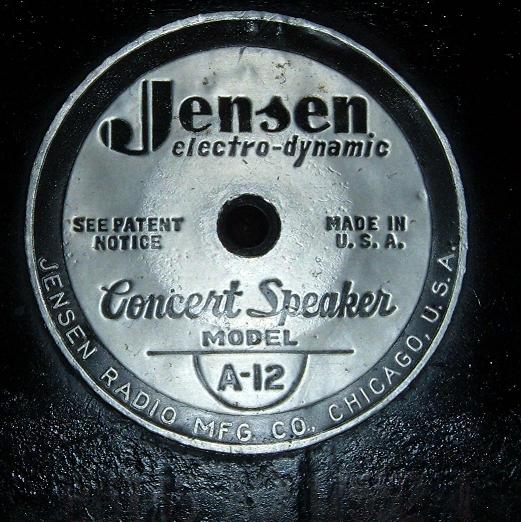 Jensen
electro-dynamic
SEE PATENT
NOTICE
MADE IN
U. S. A.
Concert Speaker
MODEL
A-12
JENSEN RADIO MFG. CO. CHICAGO, U. S. A.